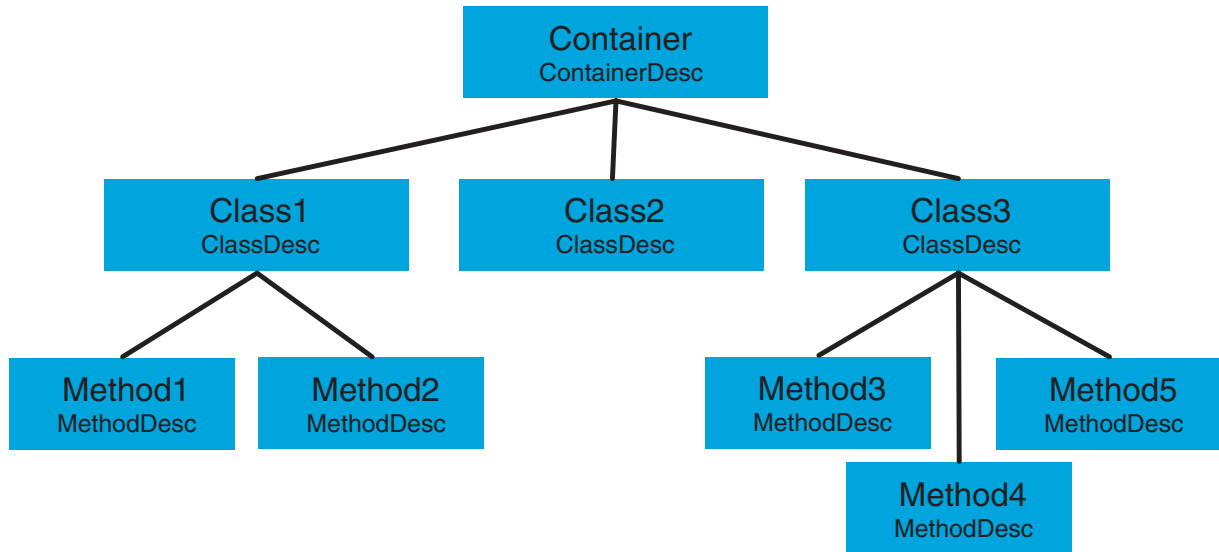 Container
ContainerDesc
Class1
ClassDesc
Class2
ClassDesc
Class3
ClassDesc
Method1
MethodDesc
Method2
MethodDesc
Method3
MethodDesc
Method5
MethodDesc
Method4
MethodDesc